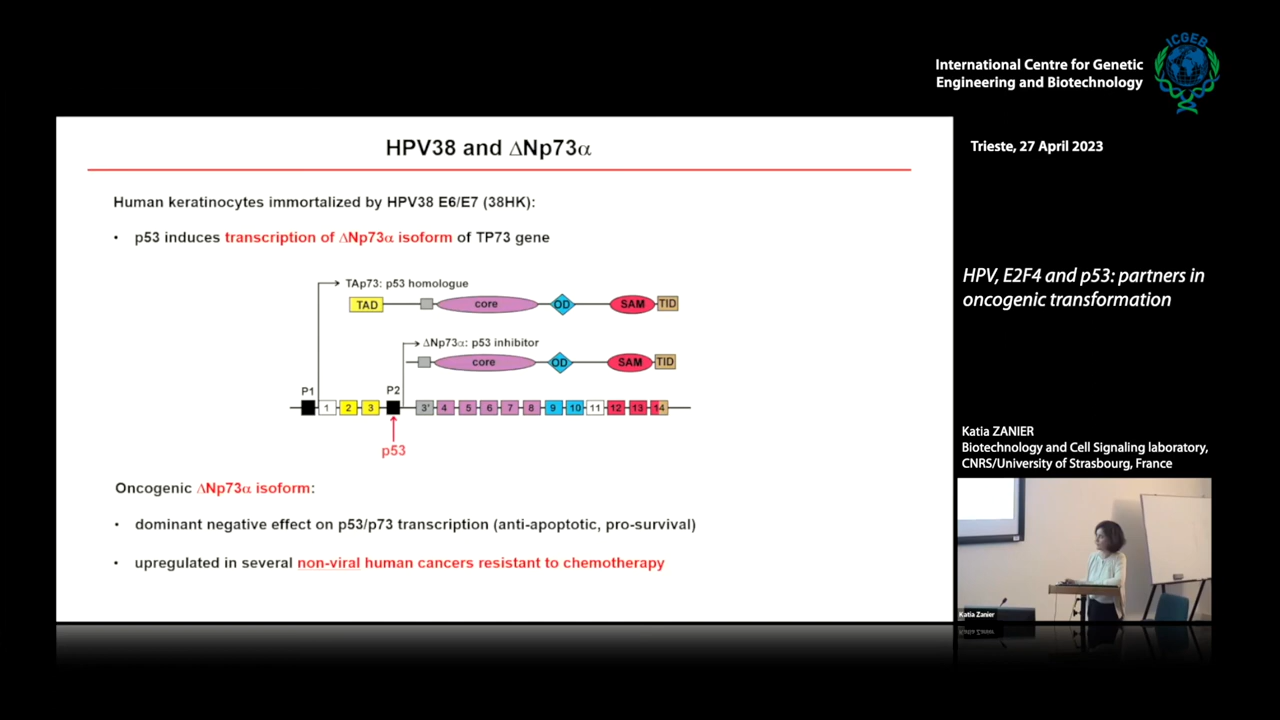 ICGEB
International Centre for Genetic
Engineering and Biotechnology
Trieste, 27 April 2023
HPV38 and ΔNp73α
Human keratinocytes immortalized by HPV38 E6/E7 (38HK):
• p53 induces transcription of ΔNp73α isoform of TP73 gene
TAp73: p53 homologue
TAD core OD SAM TID
ΔNp73α: p53 inhibitor
core OD SAM TID
P1 P2
1 2 3 3' 4 5 6 7 8 9 10 11 12 13 14
p53
Oncogenic ΔNp73α isoform:
• dominant negative effect on p53/p73 transcription (anti-apoptotic, pro-survival)
• upregulated in several non-viral human cancers resistant to chemotherapy
HPV, E2F4 and p53: partners in
oncogenic transformation
Katia ZANIER
Biotechnology and Cell Signaling laboratory,
CNRS/University of Strasbourg, France
Katia Zanier